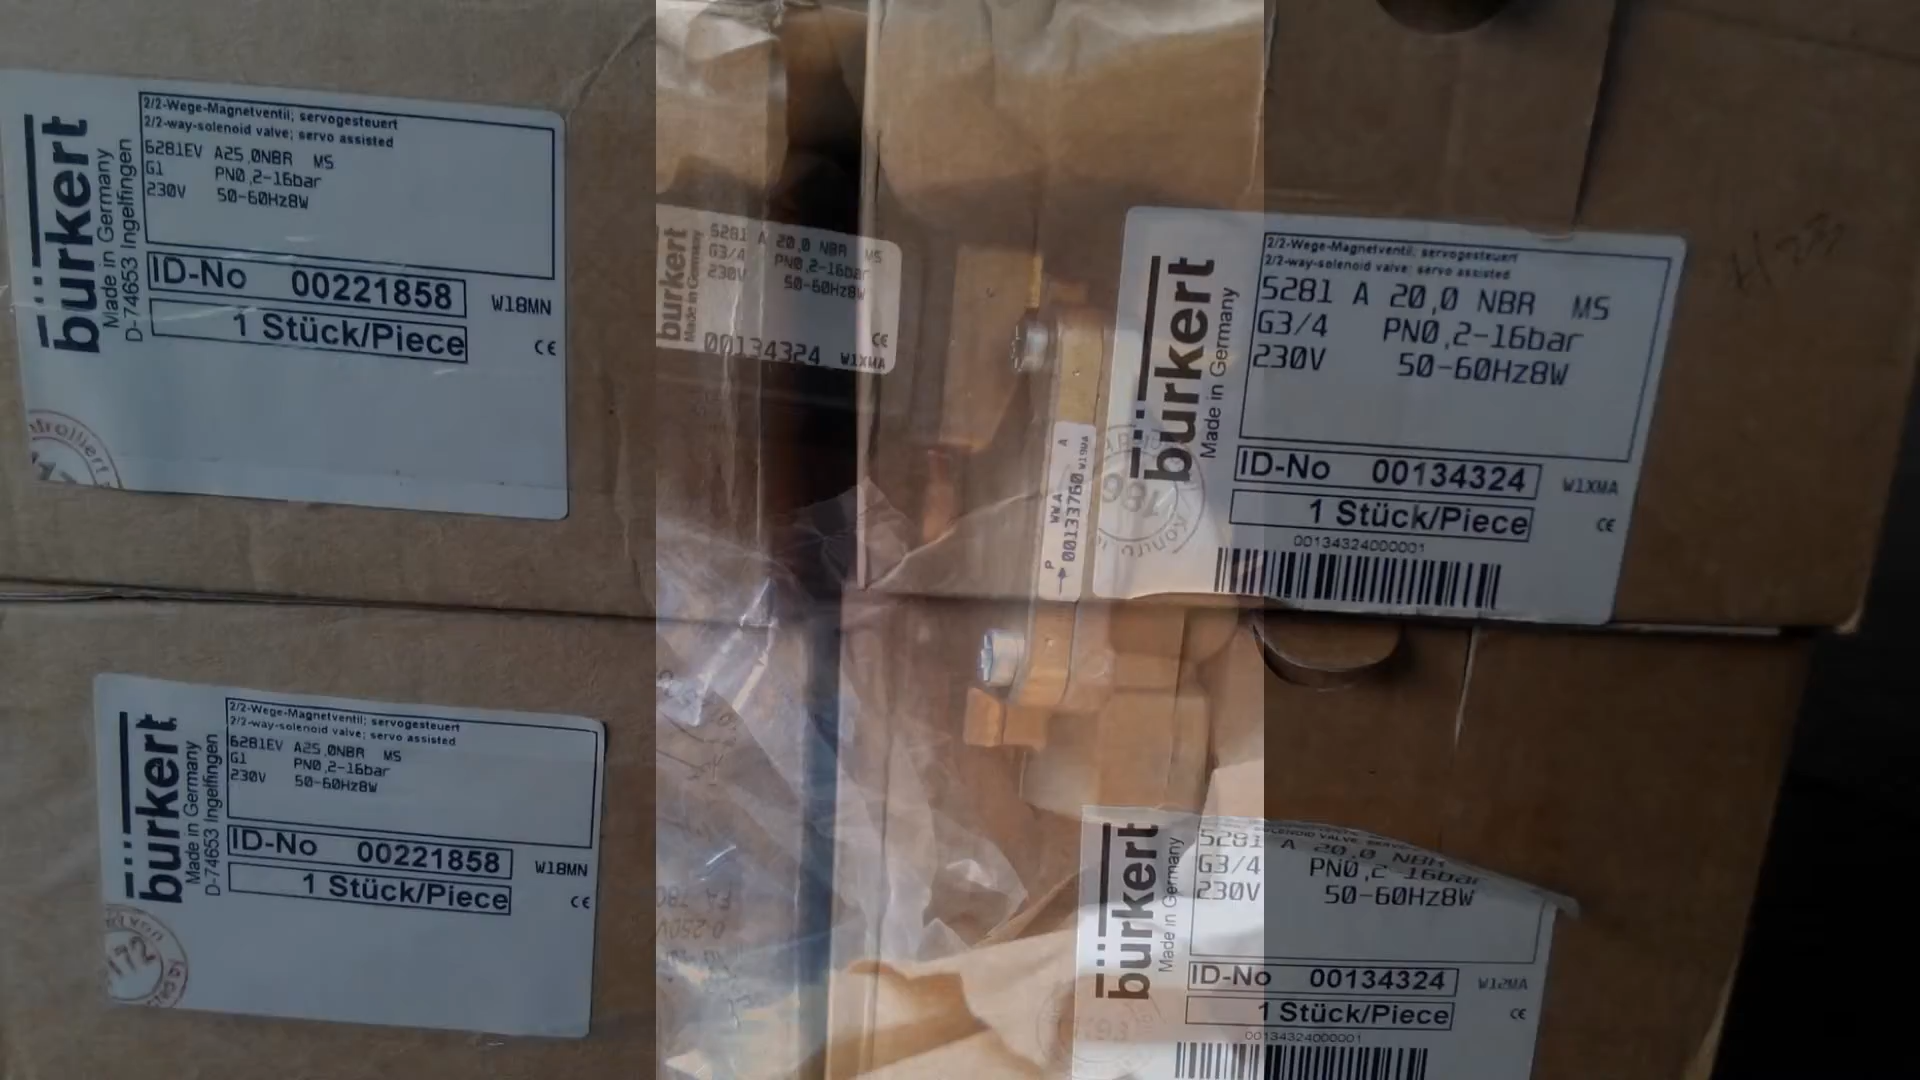 bürkert
Made in Germany
D-74653 Ingelfingen
2/2-Wege-Magnetventil; servogesteuert
2/2-way-solenoid valve; servo assisted
6281EV A25,0NBR MS
G1 PN0,2-16bar
230V 50-60Hz8W
ID-No 00221858
W18MN
1 Stück/Piece
CE
bürkert
Made in Germany
D-74653 Ingelfingen
2/2-Wege-Magnetventil; servogesteuert
2/2-way-solenoid valve; servo assisted
6281EV A25,0NBR MS
G1 PN0,2-16bar
230V 50-60Hz8W
ID-No 00221858
W18MN
1 Stück/Piece
CE
172
bürkert
Made in Germany
5281 A 20,0 NBR MS
G3/4 PN0,2-16bar
230V 50-60Hz8W
CE
00134324 W1XMA
P WW.A A
00133760 W19UA
186
bürkert
Made in Germany
2/2-Wege-Magnetventil; servogesteuert
2/2-way-solenoid valve; servo assisted
5281 A 20,0 NBR MS
G3/4 PN0,2-16bar
230V 50-60Hz8W
ID-No 00134324
W1XMA
1 Stück/Piece
CE
00134324000001
bürkert
Made in Germany
5281 A 20,0 NBR
G3/4 PN0,2 16bar
230V 50-60Hz8W
ID-No 00134324
W12MA
1 Stück/Piece
CE
00134324000001